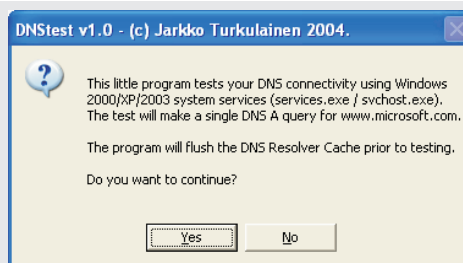 DNStest v1.0 - (c) Jarkko Turkulainen 2004.
This little program tests your DNS connectivity using Windows
2000/XP/2003 system services (services.exe / svchost.exe).
The test will make a single DNS A query for www.microsoft.com.
The program will flush the DNS Resolver Cache prior to testing.
Do you want to continue?
Yes
No